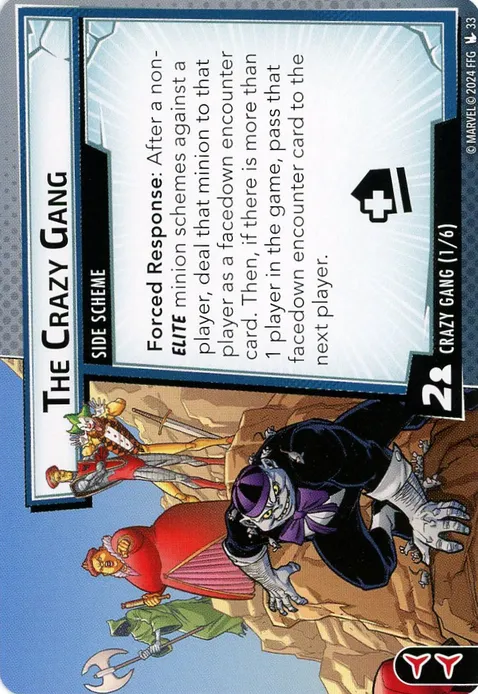 THE CRAZY GANG
SIDE SCHEME
Forced Response: After a non-
ELITE minion schemes against a
player, deal that minion to that
player as a facedown encounter
card. Then, if there is more than
1 player in the game, pass that
facedown encounter card to the
next player.
2
CRAZY GANG (1/6)
© MARVEL © 2024 FFG 33